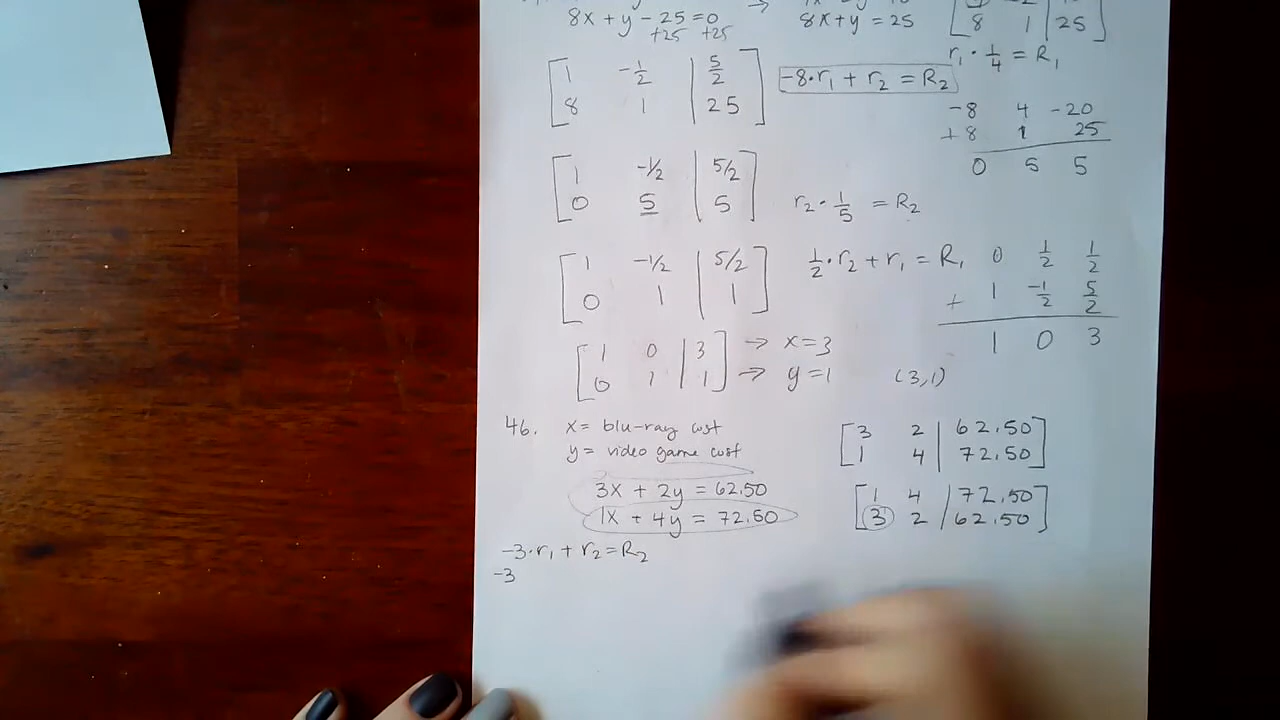 8x + y - 25 = 0 → 8x + y = 25 [ 8 1 | 25 ]
+25 +25
r₁ · 1/4 = R₁
[ 1 -1/2 | 5/2 ]
[ 8 1 | 25 ]
-8·r₁ + r₂ = R₂
-8 4 -20
+8 1 25
0 5 5
[ 1 -1/2 | 5/2 ]
[ 0 5 | 5 ]
r₂ · 1/5 = R₂
[ 1 -1/2 | 5/2 ]
[ 0 1 | 1 ]
1/2 · r₂ + r₁ = R₁
0 1/2 1/2
+ 1 -1/2 5/2
1 0 3
[ 1 0 | 3 ] → x=3
[ 0 1 | 1 ] → y=1 (3,1)
46. x= blu-ray cost
y= video game cost
3x + 2y = 62.50
1x + 4y = 72.50
[ 3 2 | 62.50 ]
[ 1 4 | 72.50 ]
[ 1 4 | 72.50 ]
[ 3 2 | 62.50 ]
-3·r₁ + r₂ = R₂
-3